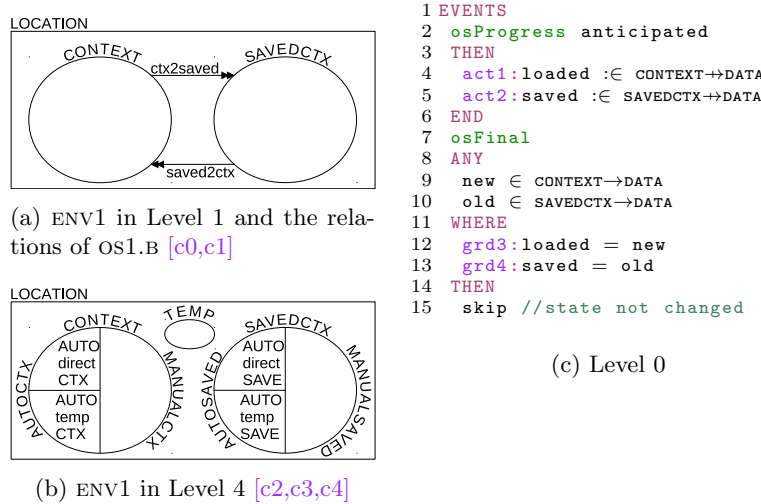 LOCATION
CONTEXT
SAVEDCTX
ctx2saved
saved2ctx
(a) ENV1 in Level 1 and the rela-
tions of OS1.B [c0,c1]
LOCATION
CONTEXT
TEMP
SAVEDCTX
AUTOCTX
AUTO
direct
CTX
AUTO
temp
CTX
MANUALCTX
AUTOSAVED
AUTO
direct
SAVE
AUTO
temp
SAVE
MANUALSAVED
(b) ENV1 in Level 4 [c2,c3,c4]
1 EVENTS
2 osProgress anticipated
3 THEN
4 act1:loaded :∈ CONTEXT⇸DATA
5 act2:saved :∈ SAVEDCTX⇸DATA
6 END
7 osFinal
8 ANY
9 new ∈ CONTEXT→DATA
10 old ∈ SAVEDCTX→DATA
11 WHERE
12 grd3:loaded = new
13 grd4:saved = old
14 THEN
15 skip //state not changed
(c) Level 0